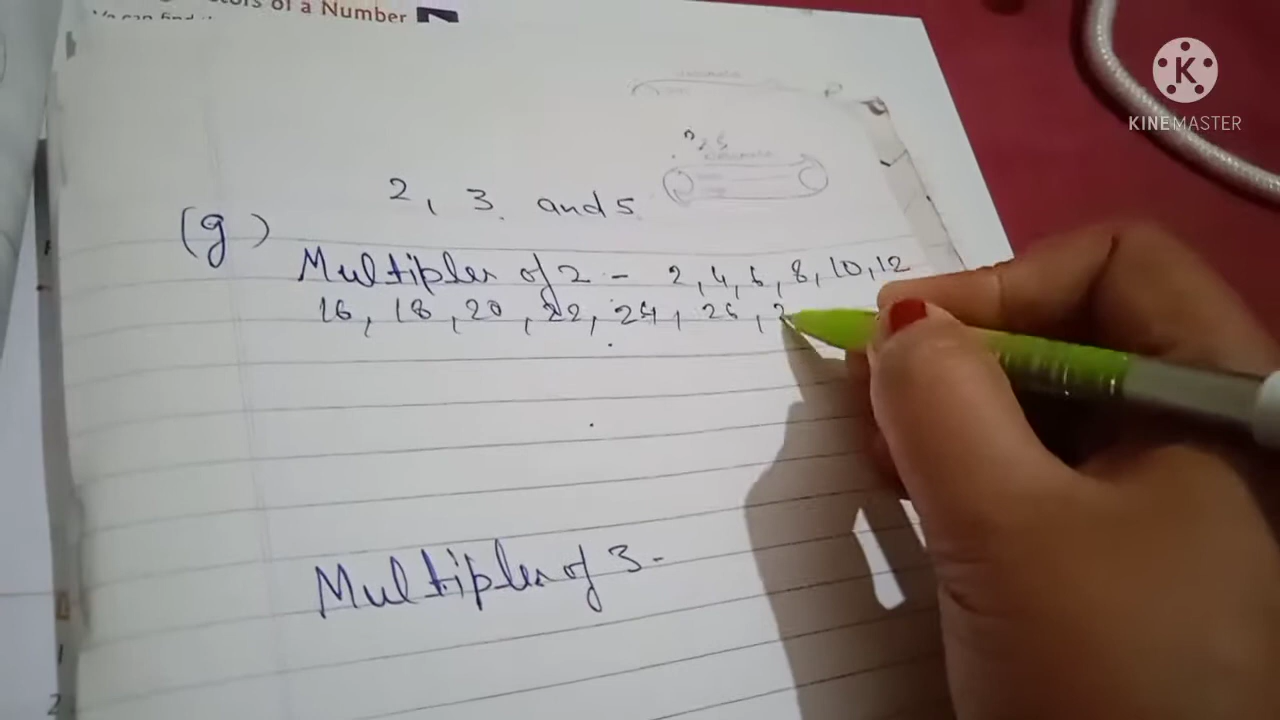 of a Number
KINEMASTER
2, 3 and 5
(g)
Multiples of 2 - 2, 4, 6, 8, 10, 12
16, 18, 20, 22, 24, 26, 2
Multiples of 3 -